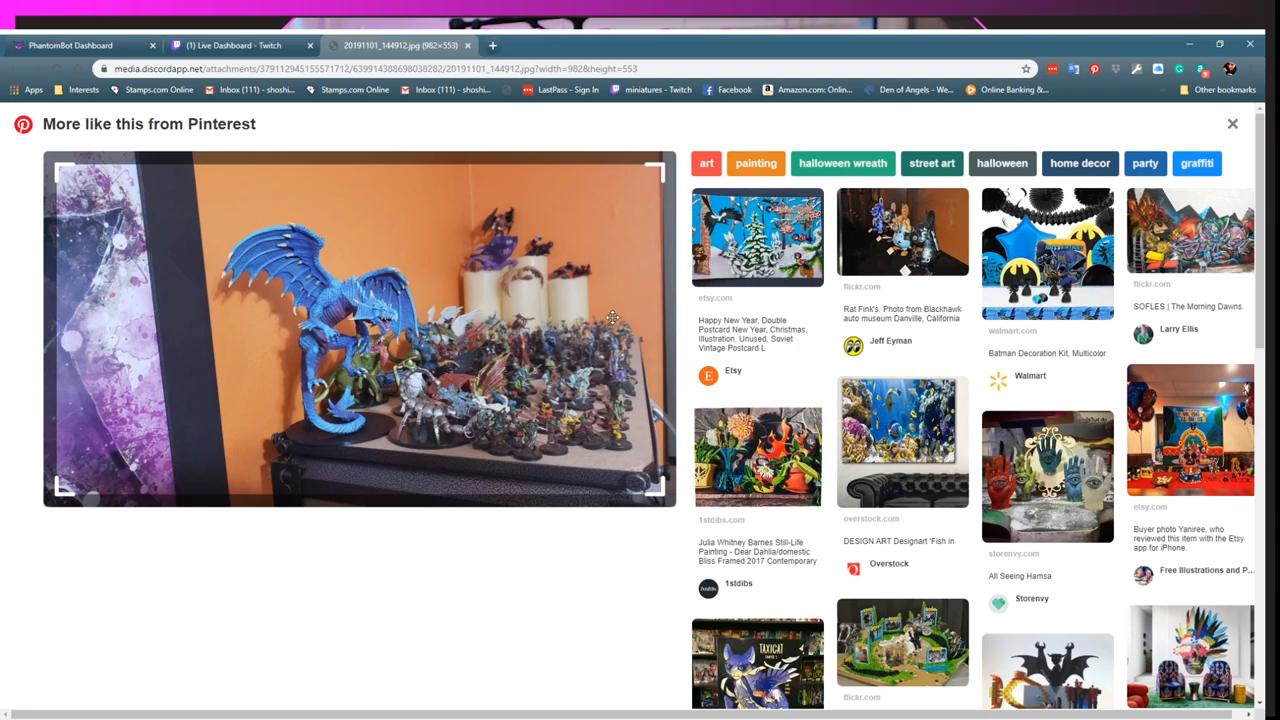 PhantomBot Dashboard
(1) Live Dashboard - Twitch
20191101_144912.jpg (982×553)
media.discordapp.net/attachments/379112945155571712/639914388698038282/20191101_144912.jpg?width=982&height=553
Apps
Interests
Stamps.com Online
Inbox (111) - shoshi...
Stamps.com Online
Inbox (111) - shoshi...
LastPass - Sign In
miniatures - Twitch
Facebook
Amazon.com: Onlin...
Den of Angels - We...
Online Banking &...
Other bookmarks
More like this from Pinterest
art
painting
halloween wreath
street art
halloween
home decor
party
graffiti
etsy.com
Happy New Year, Double
Postcard New Year, Christmas,
Illustration, Unused, Soviet
Vintage Postcard L
Etsy
1stdibs.com
Julia Whitney Barnes Still-Life
Painting - Dear Dahlia/domestic
Bliss Framed 2017 Contemporary
1stdibs
TAXICAT
flickr.com
Rat Fink's. Photo from Blackhawk
auto museum Danville, California
Jeff Eyman
overstock.com
DESIGN ART Designart 'Fish in
Overstock
flickr.com
walmart.com
Batman Decoration Kit, Multicolor
Walmart
storenvy.com
All Seeing Hamsa
Storenvy
flickr.com
SOFLES | The Morning Dawns.
Larry Ellis
etsy.com
Buyer photo Yaniree, who
reviewed this item with the Etsy
app for iPhone.
Free Illustrations and P...